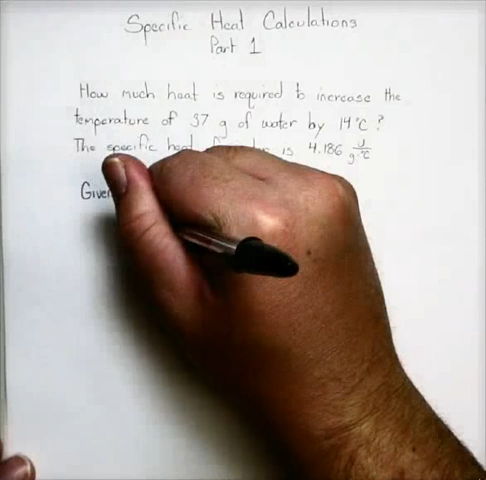 Specific Heat Calculations
Part 1
How much heat is required to increase the
temperature of 37 g of water by 14°C?
The specific heat is 4.186 J/g·°C
Given